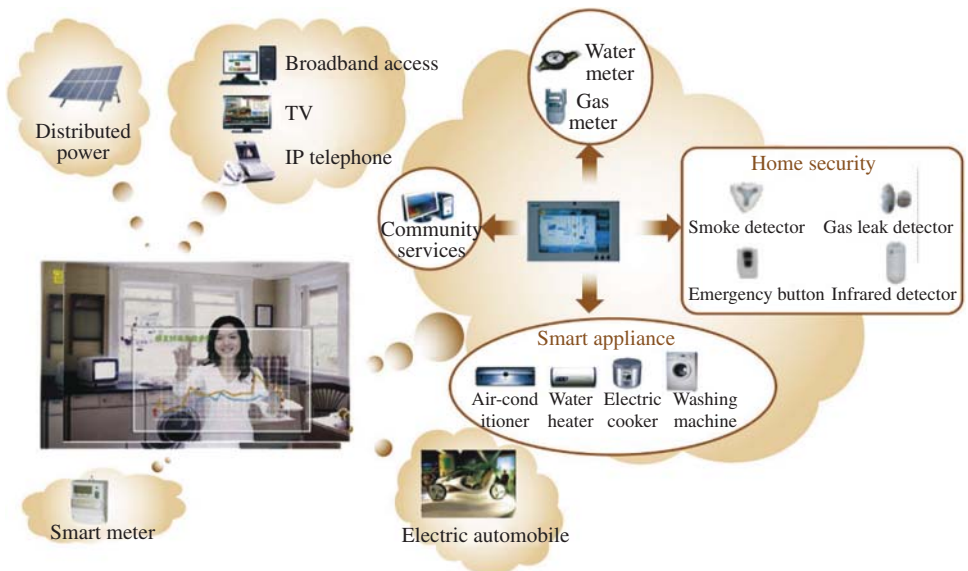 Distributed
power
Broadband access
TV
IP telephone
Water
meter
Gas
meter
Community
services
Home security
Smoke detector
Gas leak detector
Emergency button
Infrared detector
Smart appliance
Air-cond
itioner
Water
heater
Electric
cooker
Washing
machine
Smart meter
Electric automobile